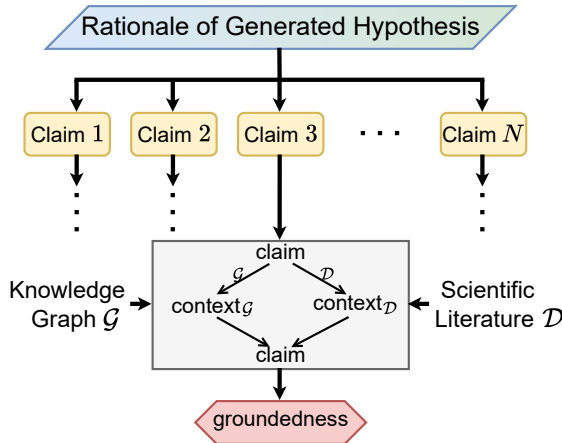 Rationale of Generated Hypothesis
Claim 1 Claim 2 Claim 3 · · · Claim N
claim
𝒢 𝒟
Knowledge
Graph 𝒢
context𝒢 context𝒟
Scientific
Literature 𝒟
claim
groundedness